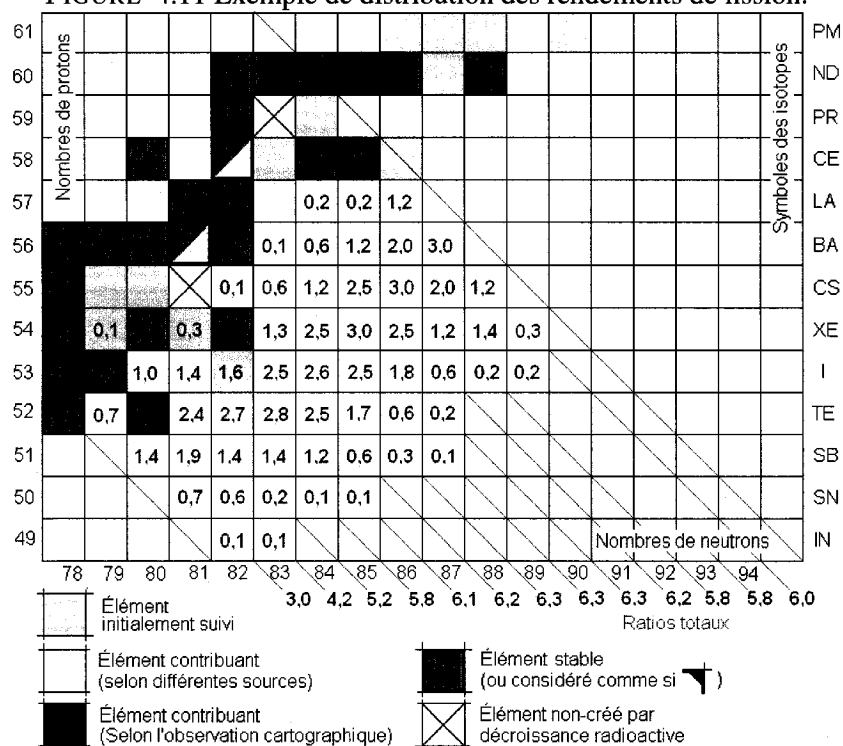 FIGURE 4.11 Exemple de distribution des rendements de fission.
61 PM
60 ND
59 PR
58 CE
57 0,2 0,2 1,2 LA
56 0,1 0,6 1,2 2,0 3,0 BA
55 0,1 0,6 1,2 2,5 3,0 2,0 1,2 CS
54 0,1 0,3 1,3 2,5 3,0 2,5 1,2 1,4 0,3 XE
53 1,0 1,4 1,6 2,5 2,6 2,5 1,8 0,6 0,2 0,2 I
52 0,7 2,4 2,7 2,8 2,5 1,7 0,6 0,2 TE
51 1,4 1,9 1,4 1,4 1,2 0,6 0,3 0,1 SB
50 0,7 0,6 0,2 0,1 0,1 SN
49 0,1 0,1 Nombres de neutrons IN
Nombres de protons
Symboles des isotopes
78 79 80 81 82 83 84 85 86 87 88 89 90 91 92 93 94
3,0 4,2 5,2 5,8 6,1 6,2 6,3 6,3 6,3 6,2 5,8 5,8 6,0
Ratios totaux
Élément
initialement suivi
Élément contribuant
(selon différentes sources)
Élément contribuant
(Selon l'observation cartographique)
Élément stable
(ou considéré comme si )
Élément non-créé par
décroissance radioactive